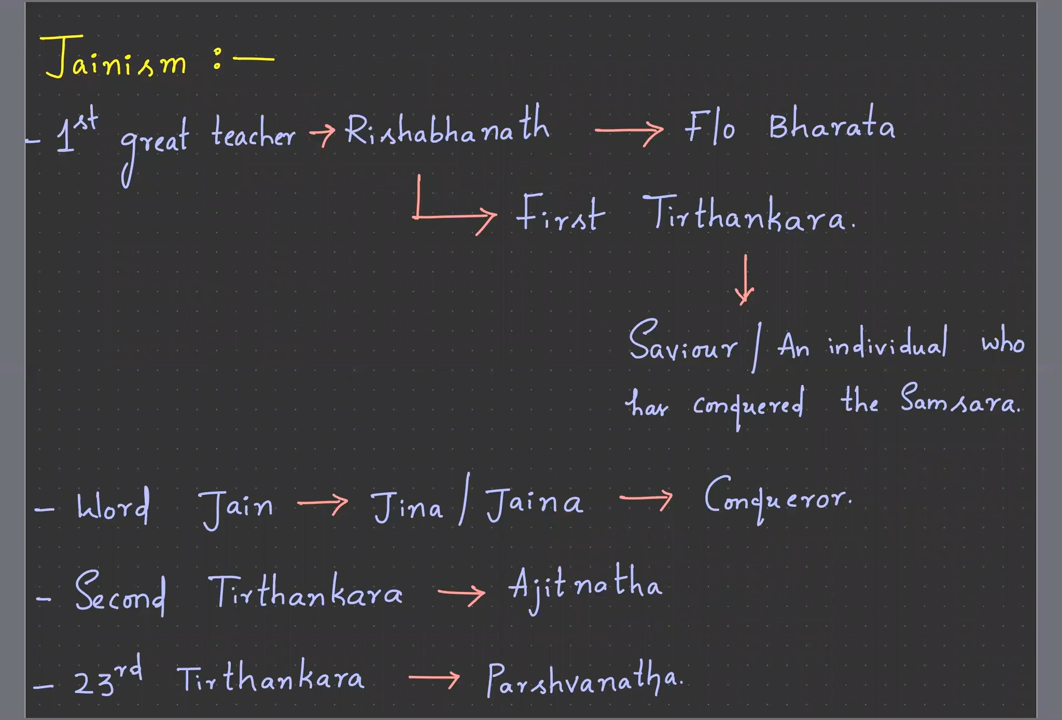 Jainism :-
- 1st great teacher → Rishabhanath → F/o Bharata
→ First Tirthankara.
↓
Saviour / An individual who
has conquered the Samsara.
- Word Jain → Jina / Jaina → Conqueror.
- Second Tirthankara → Ajitnatha
- 23rd Tirthankara → Parshvanatha.